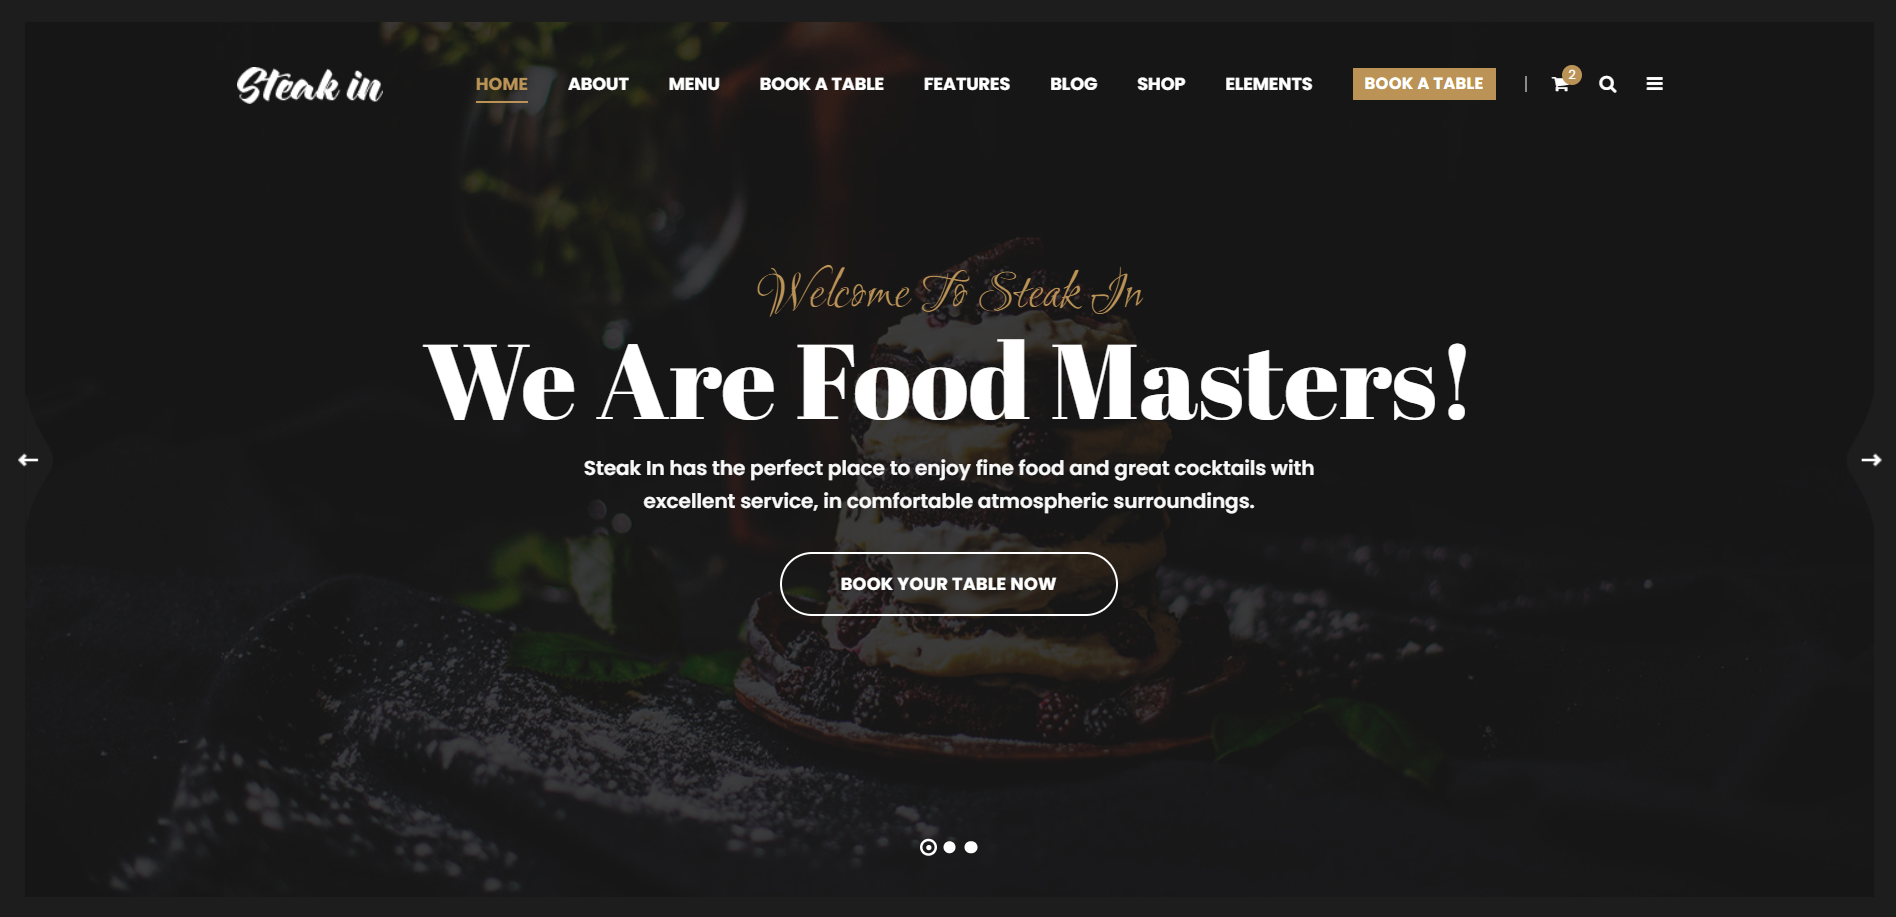 Steak in
HOME ABOUT MENU BOOK A TABLE FEATURES BLOG SHOP ELEMENTS BOOK A TABLE | 2
Welcome To Steak In
We Are Food Masters!
Steak In has the perfect place to enjoy fine food and great cocktails with
excellent service, in comfortable atmospheric surroundings.
BOOK YOUR TABLE NOW